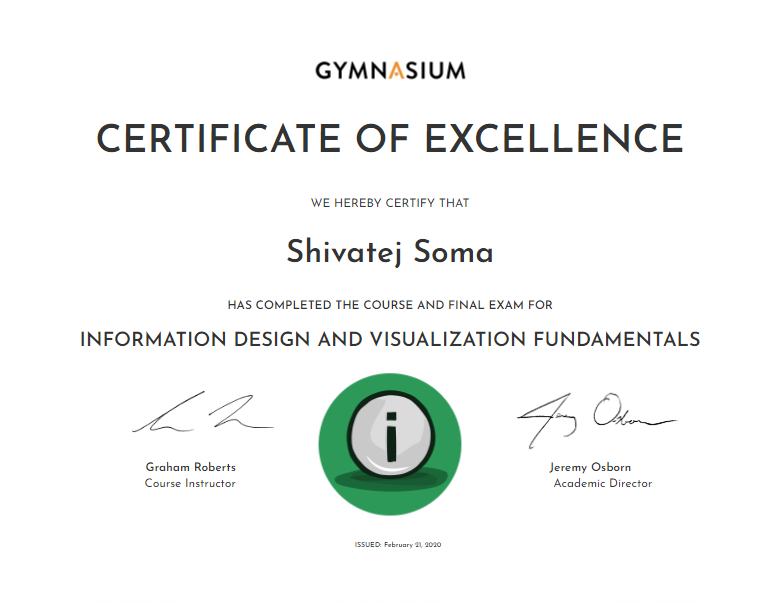 GYMNASIUM
CERTIFICATE OF EXCELLENCE
WE HEREBY CERTIFY THAT
Shivatej Soma
HAS COMPLETED THE COURSE AND FINAL EXAM FOR
INFORMATION DESIGN AND VISUALIZATION FUNDAMENTALS
i
Graham Roberts
Course Instructor
Jeremy Osborn
Academic Director
ISSUED: February 21, 2020